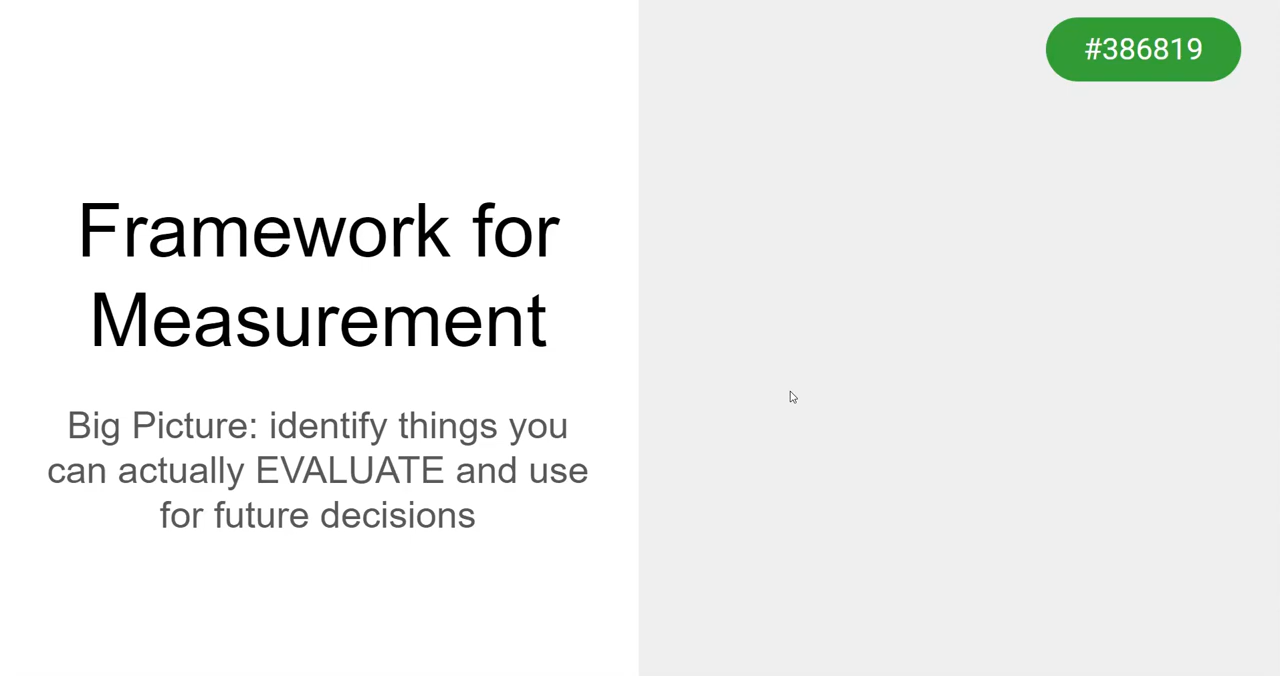 Framework for
Measurement
Big Picture: identify things you
can actually EVALUATE and use
for future decisions
#386819